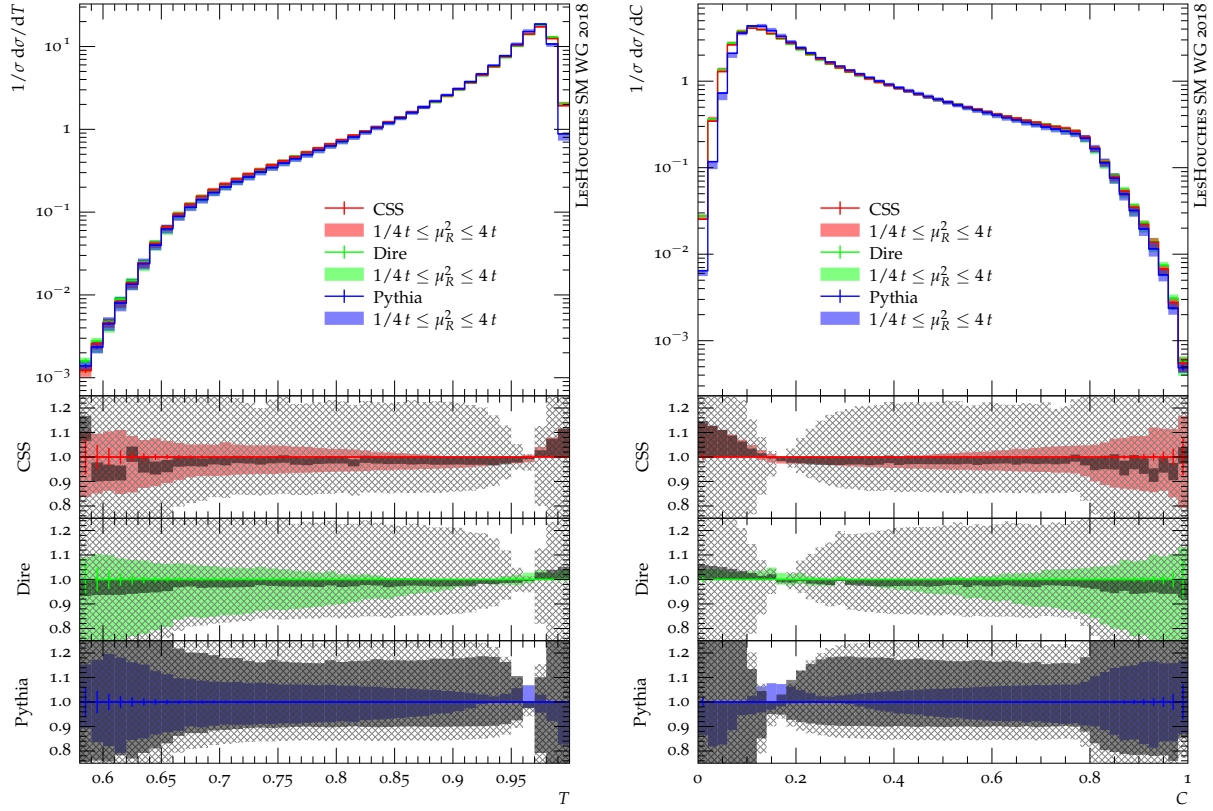 1/σ dσ/dT
10^1
1
10^−1
10^−2
10^−3
CSS
1/4 t ≤ μ_R^2 ≤ 4 t
Dire
1/4 t ≤ μ_R^2 ≤ 4 t
Pythia
1/4 t ≤ μ_R^2 ≤ 4 t
LesHouches SM WG 2018
CSS
1.2
1.1
1.0
0.9
0.8
Dire
1.2
1.1
1.0
0.9
0.8
Pythia
1.2
1.1
1.0
0.9
0.8
0.6 0.65 0.7 0.75 0.8 0.85 0.9 0.95
T
1/σ dσ/dC
1
10^−1
10^−2
10^−3
CSS
1/4 t ≤ μ_R^2 ≤ 4 t
Dire
1/4 t ≤ μ_R^2 ≤ 4 t
Pythia
1/4 t ≤ μ_R^2 ≤ 4 t
LesHouches SM WG 2018
CSS
1.2
1.1
1.0
0.9
0.8
Dire
1.2
1.1
1.0
0.9
0.8
Pythia
1.2
1.1
1.0
0.9
0.8
0 0.2 0.4 0.6 0.8 1
C